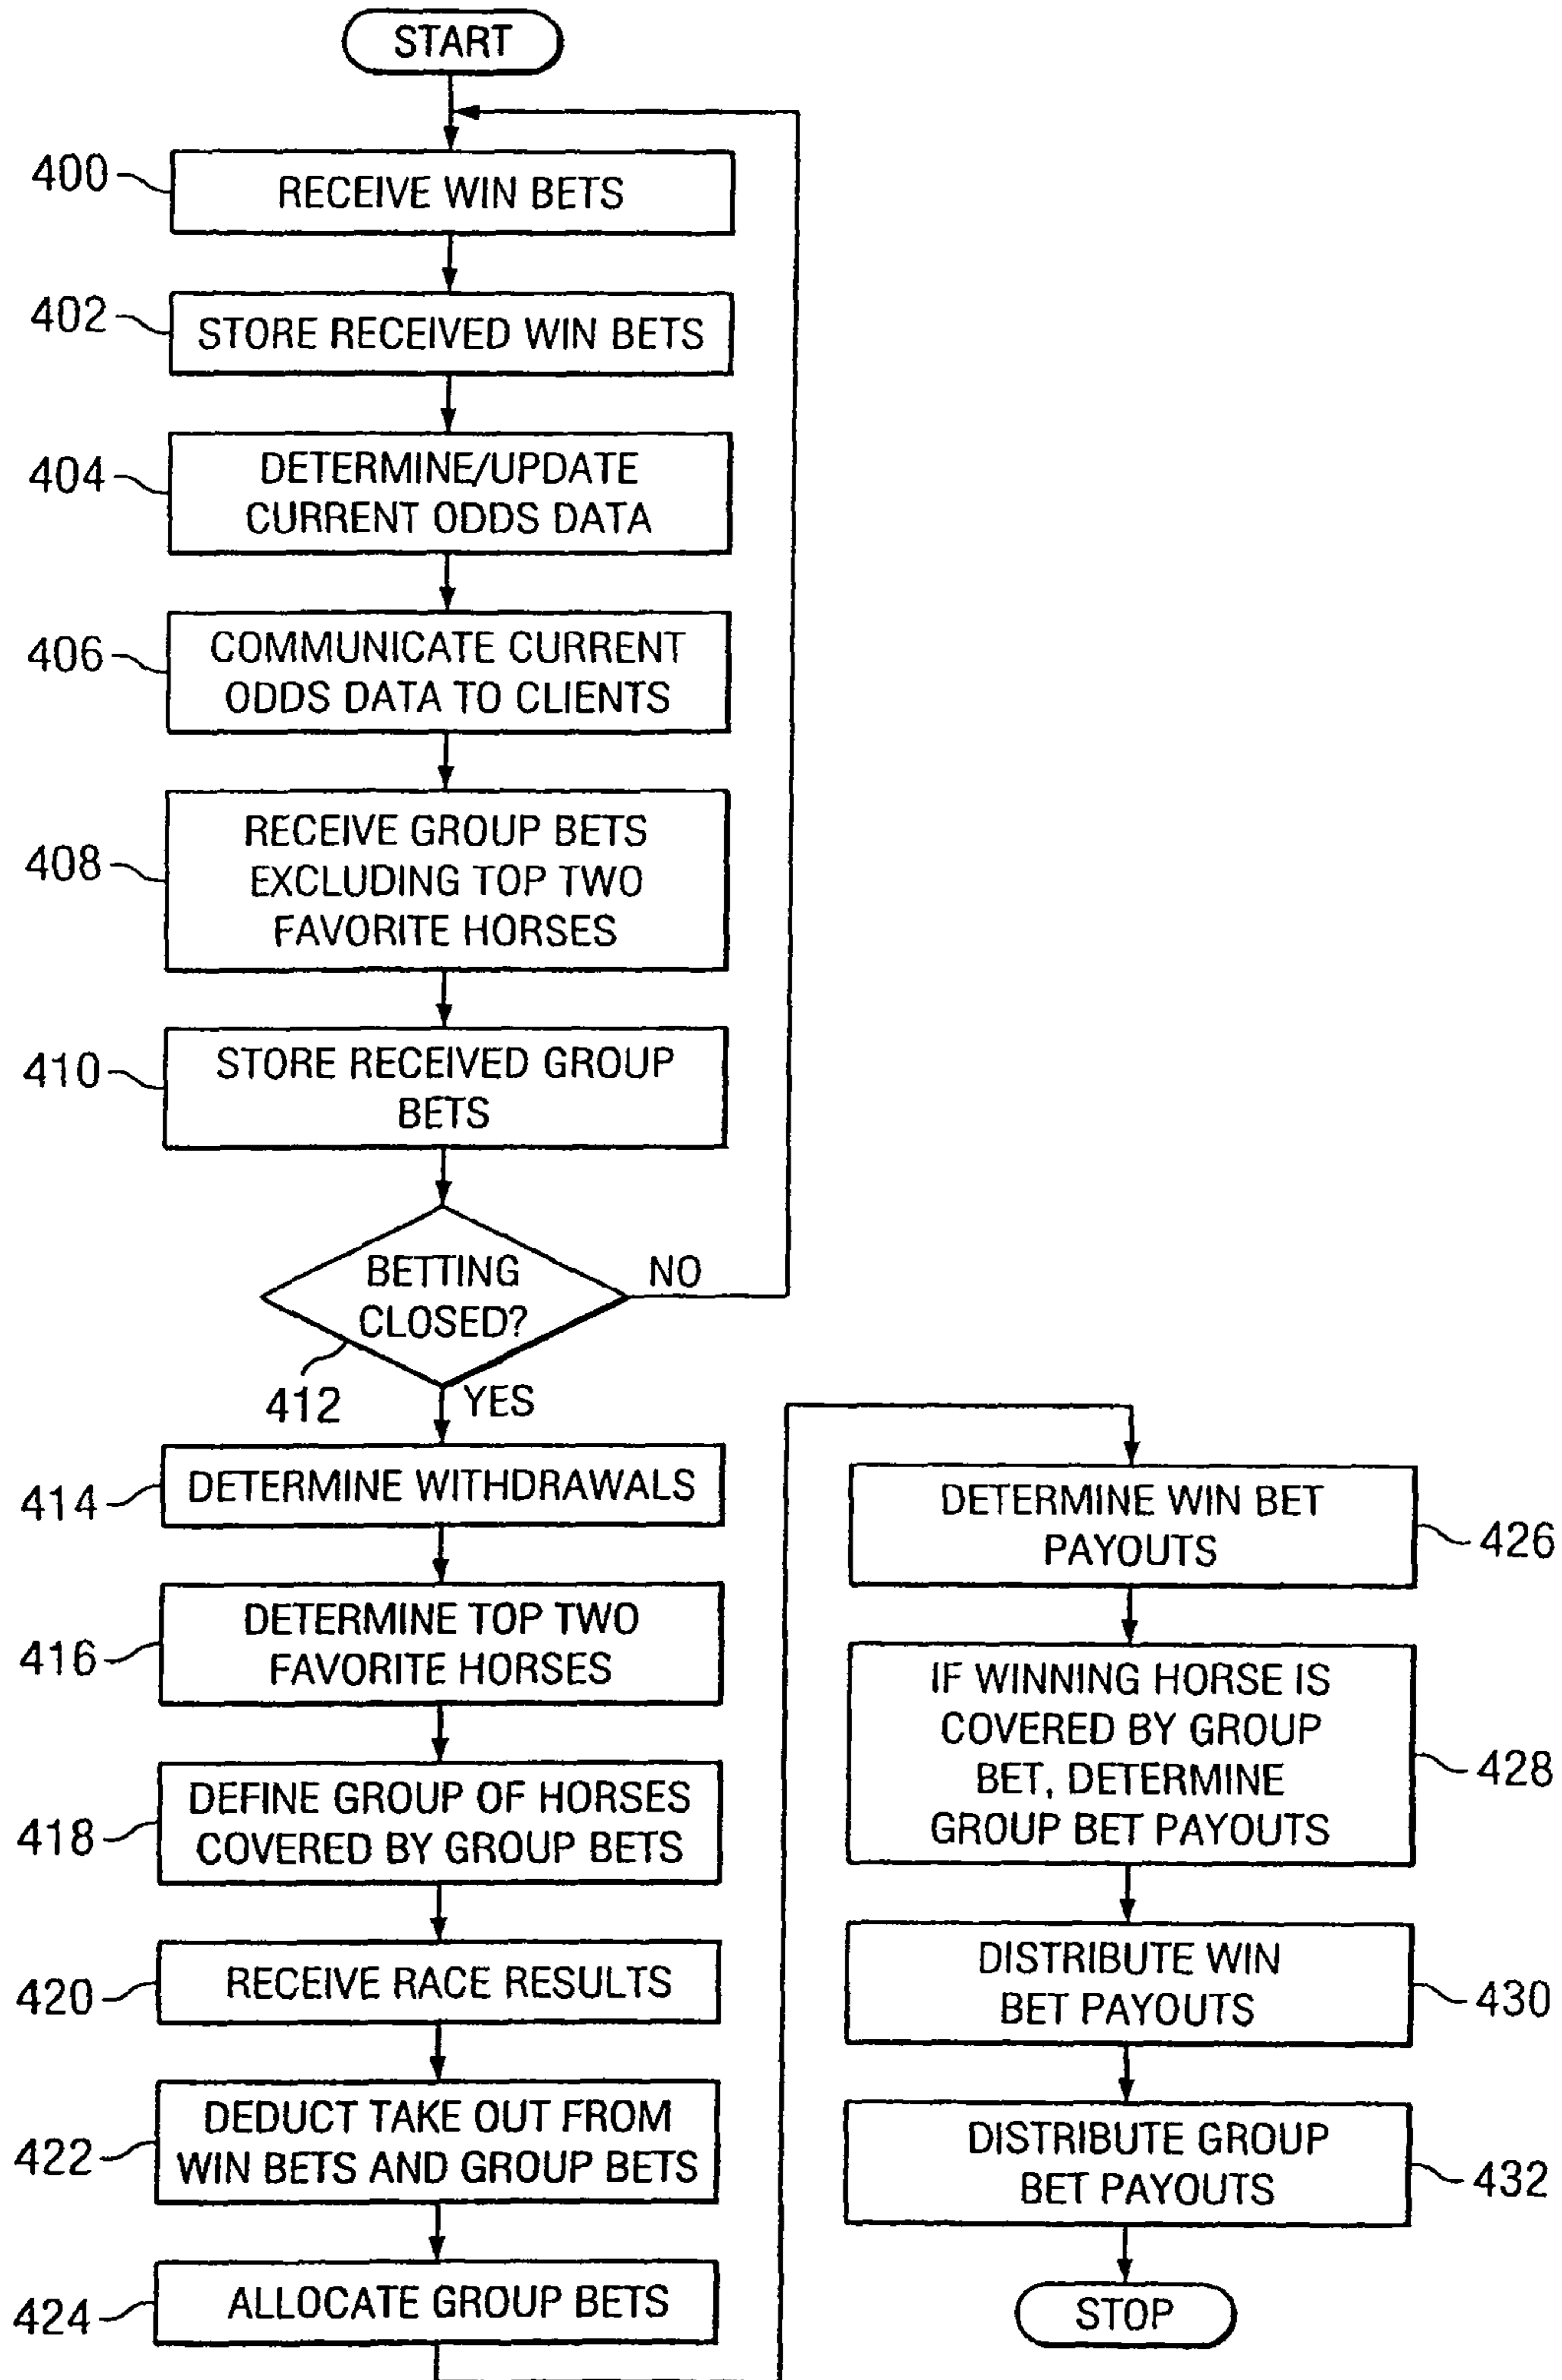 START
400
RECEIVE WIN BETS
402
STORE RECEIVED WIN BETS
404
DETERMINE/UPDATE
CURRENT ODDS DATA
406
COMMUNICATE CURRENT
ODDS DATA TO CLIENTS
408
RECEIVE GROUP BETS
EXCLUDING TOP TWO
FAVORITE HORSES
410
STORE RECEIVED GROUP
BETS
BETTING
CLOSED?
NO
412
YES
414
DETERMINE WITHDRAWALS
416
DETERMINE TOP TWO
FAVORITE HORSES
418
DEFINE GROUP OF HORSES
COVERED BY GROUP BETS
420
RECEIVE RACE RESULTS
422
DEDUCT TAKE OUT FROM
WIN BETS AND GROUP BETS
424
ALLOCATE GROUP BETS
DETERMINE WIN BET
PAYOUTS
426
IF WINNING HORSE IS
COVERED BY GROUP
BET, DETERMINE
GROUP BET PAYOUTS
428
DISTRIBUTE WIN
BET PAYOUTS
430
DISTRIBUTE GROUP
BET PAYOUTS
432
STOP